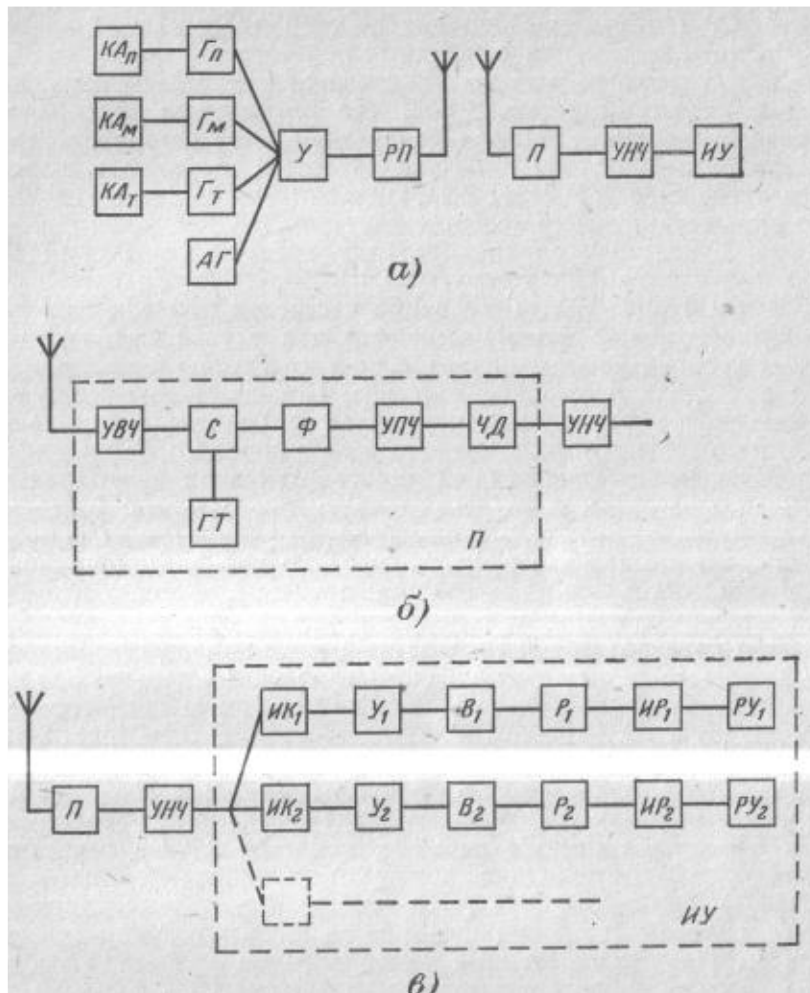 КАп Гп
КАм Гм У РП П УНЧ ИУ
КАт Гт
АГ
а)
УВЧ С Ф УПЧ ЧД УНЧ
ГТ П
б)
ИК₁ У₁ В₁ Р₁ ИР₁ РУ₁
П УНЧ ИК₂ У₂ В₂ Р₂ ИР₂ РУ₂
ИУ
в)